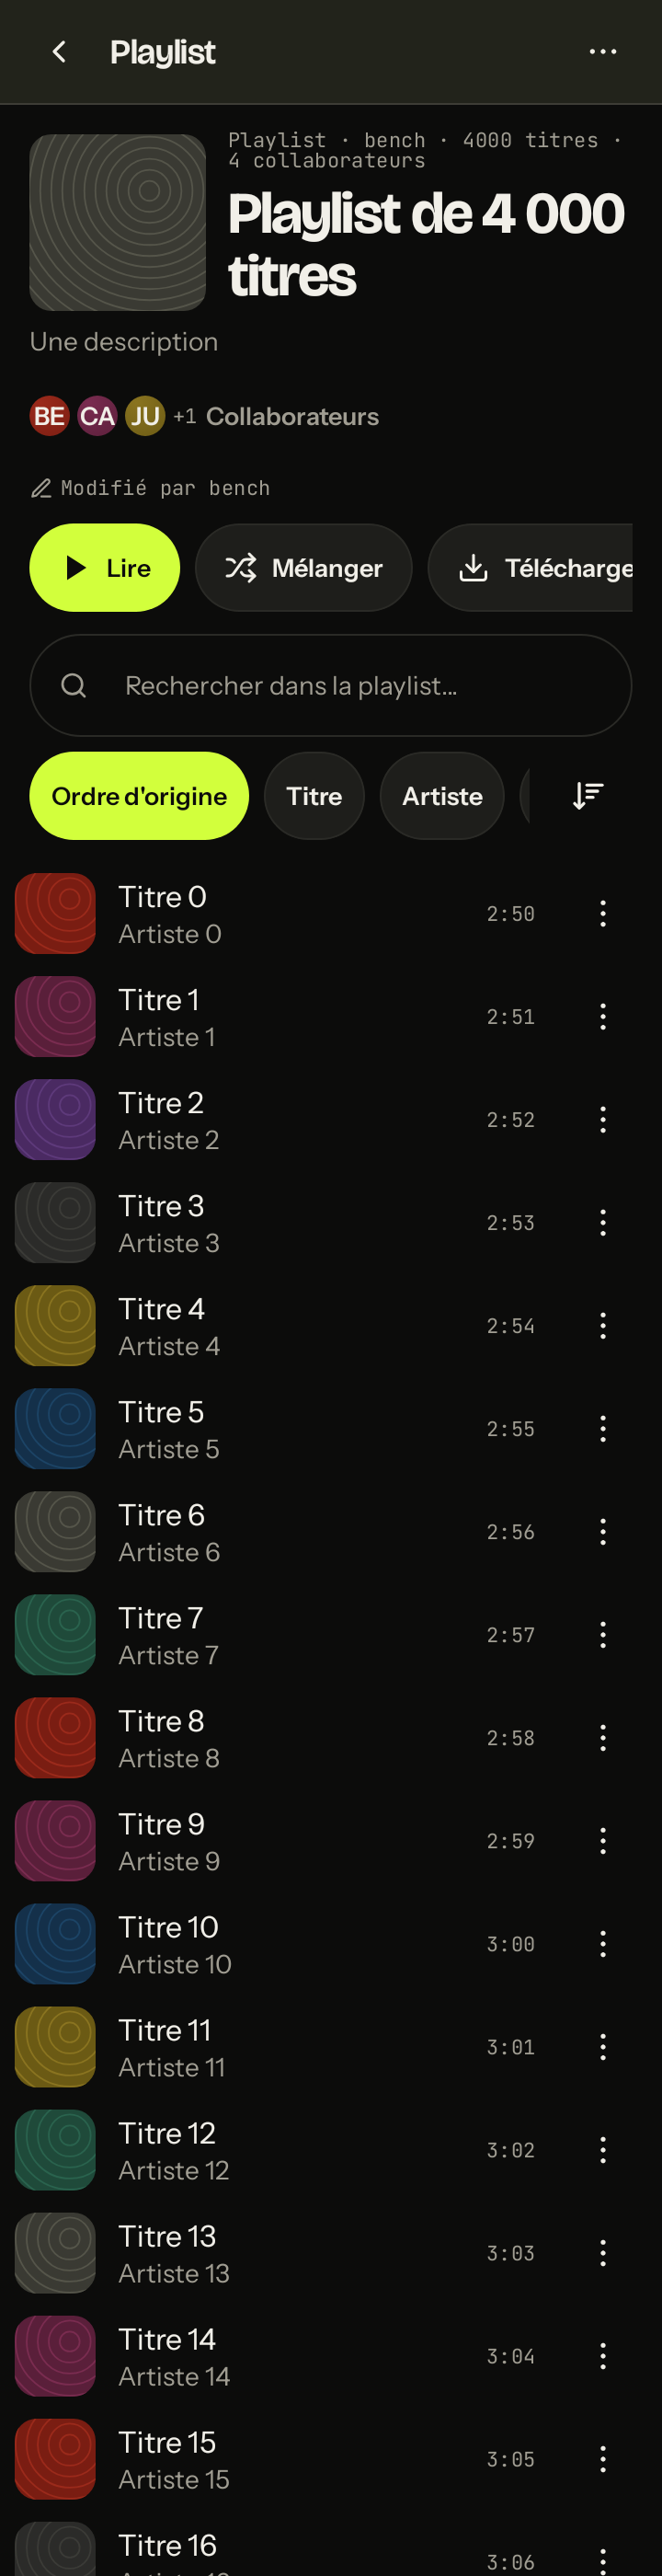 Playlist
Playlist · bench · 4000 titres ·
4 collaborateurs
Playlist de 4 000
titres
Une description
BE CA JU +1 Collaborateurs
Modifié par bench
Lire Mélanger Télécharge
Rechercher dans la playlist...
Ordre d'origine Titre Artiste
Titre 0
Artiste 0
2:50
Titre 1
Artiste 1
2:51
Titre 2
Artiste 2
2:52
Titre 3
Artiste 3
2:53
Titre 4
Artiste 4
2:54
Titre 5
Artiste 5
2:55
Titre 6
Artiste 6
2:56
Titre 7
Artiste 7
2:57
Titre 8
Artiste 8
2:58
Titre 9
Artiste 9
2:59
Titre 10
Artiste 10
3:00
Titre 11
Artiste 11
3:01
Titre 12
Artiste 12
3:02
Titre 13
Artiste 13
3:03
Titre 14
Artiste 14
3:04
Titre 15
Artiste 15
3:05
Titre 16
3:06